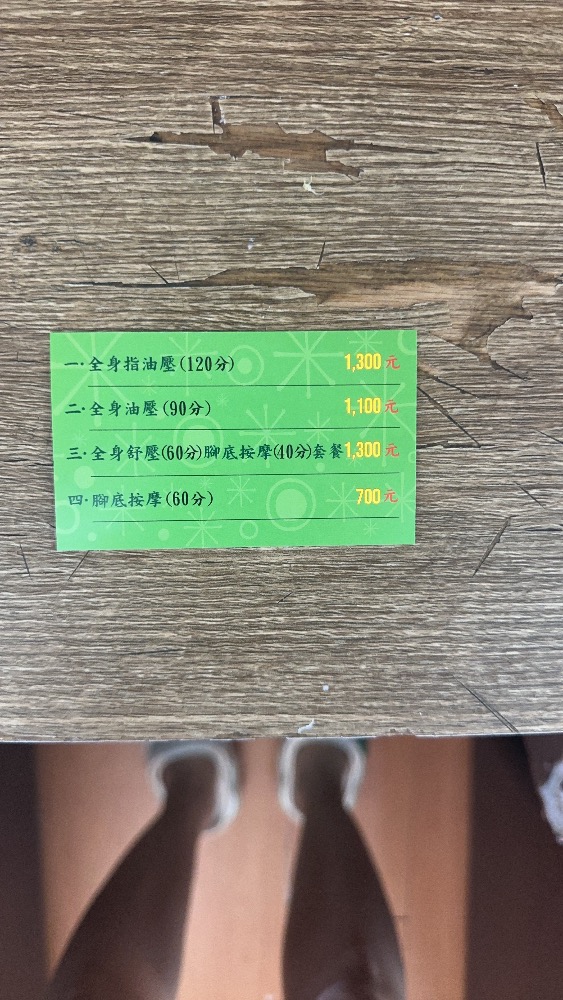 一·全身指油壓(120分) 1,300元
二·全身油壓(90分) 1,100元
三·全身舒壓(60分)腳底按摩(40分)套餐1,300元
四·腳底按摩(60分) 700元